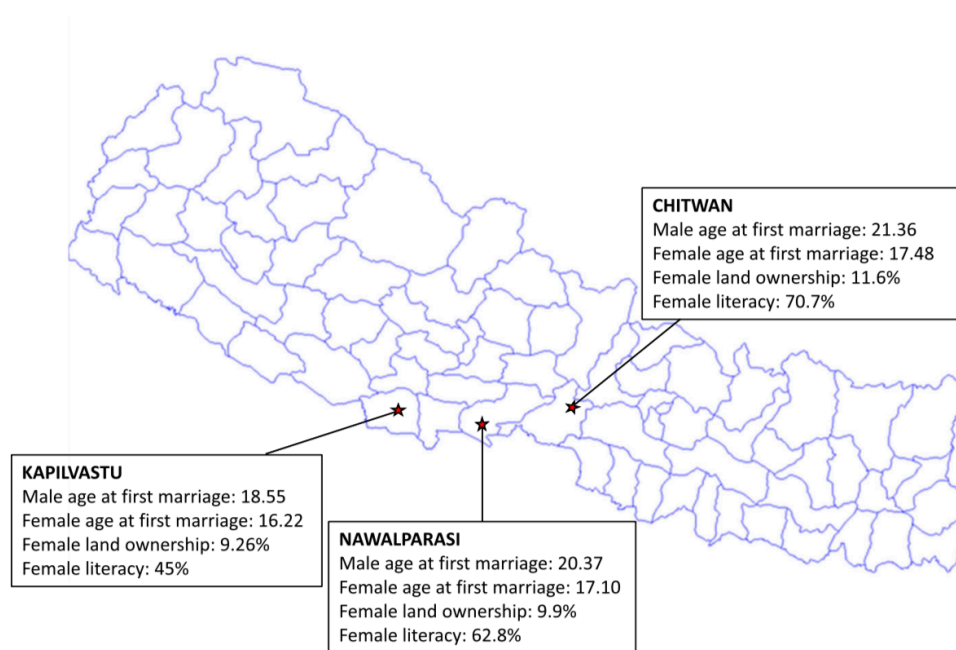 CHITWAN
Male age at first marriage: 21.36
Female age at first marriage: 17.48
Female land ownership: 11.6%
Female literacy: 70.7%
KAPILVASTU
Male age at first marriage: 18.55
Female age at first marriage: 16.22
Female land ownership: 9.26%
Female literacy: 45%
NAWALPARASI
Male age at first marriage: 20.37
Female age at first marriage: 17.10
Female land ownership: 9.9%
Female literacy: 62.8%